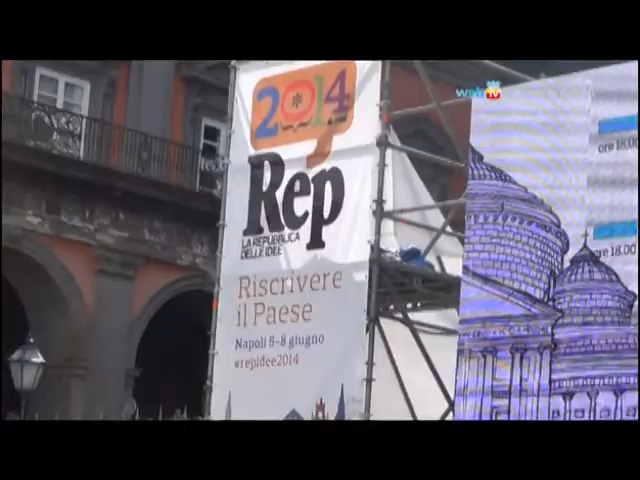 2014
Rep
LA REPUBBLICA
DELLE IDEE
Riscrivere
il Paese
Napoli 5-8 giugno
#repidee2014
web tv
ore 18.00
ore 18.00